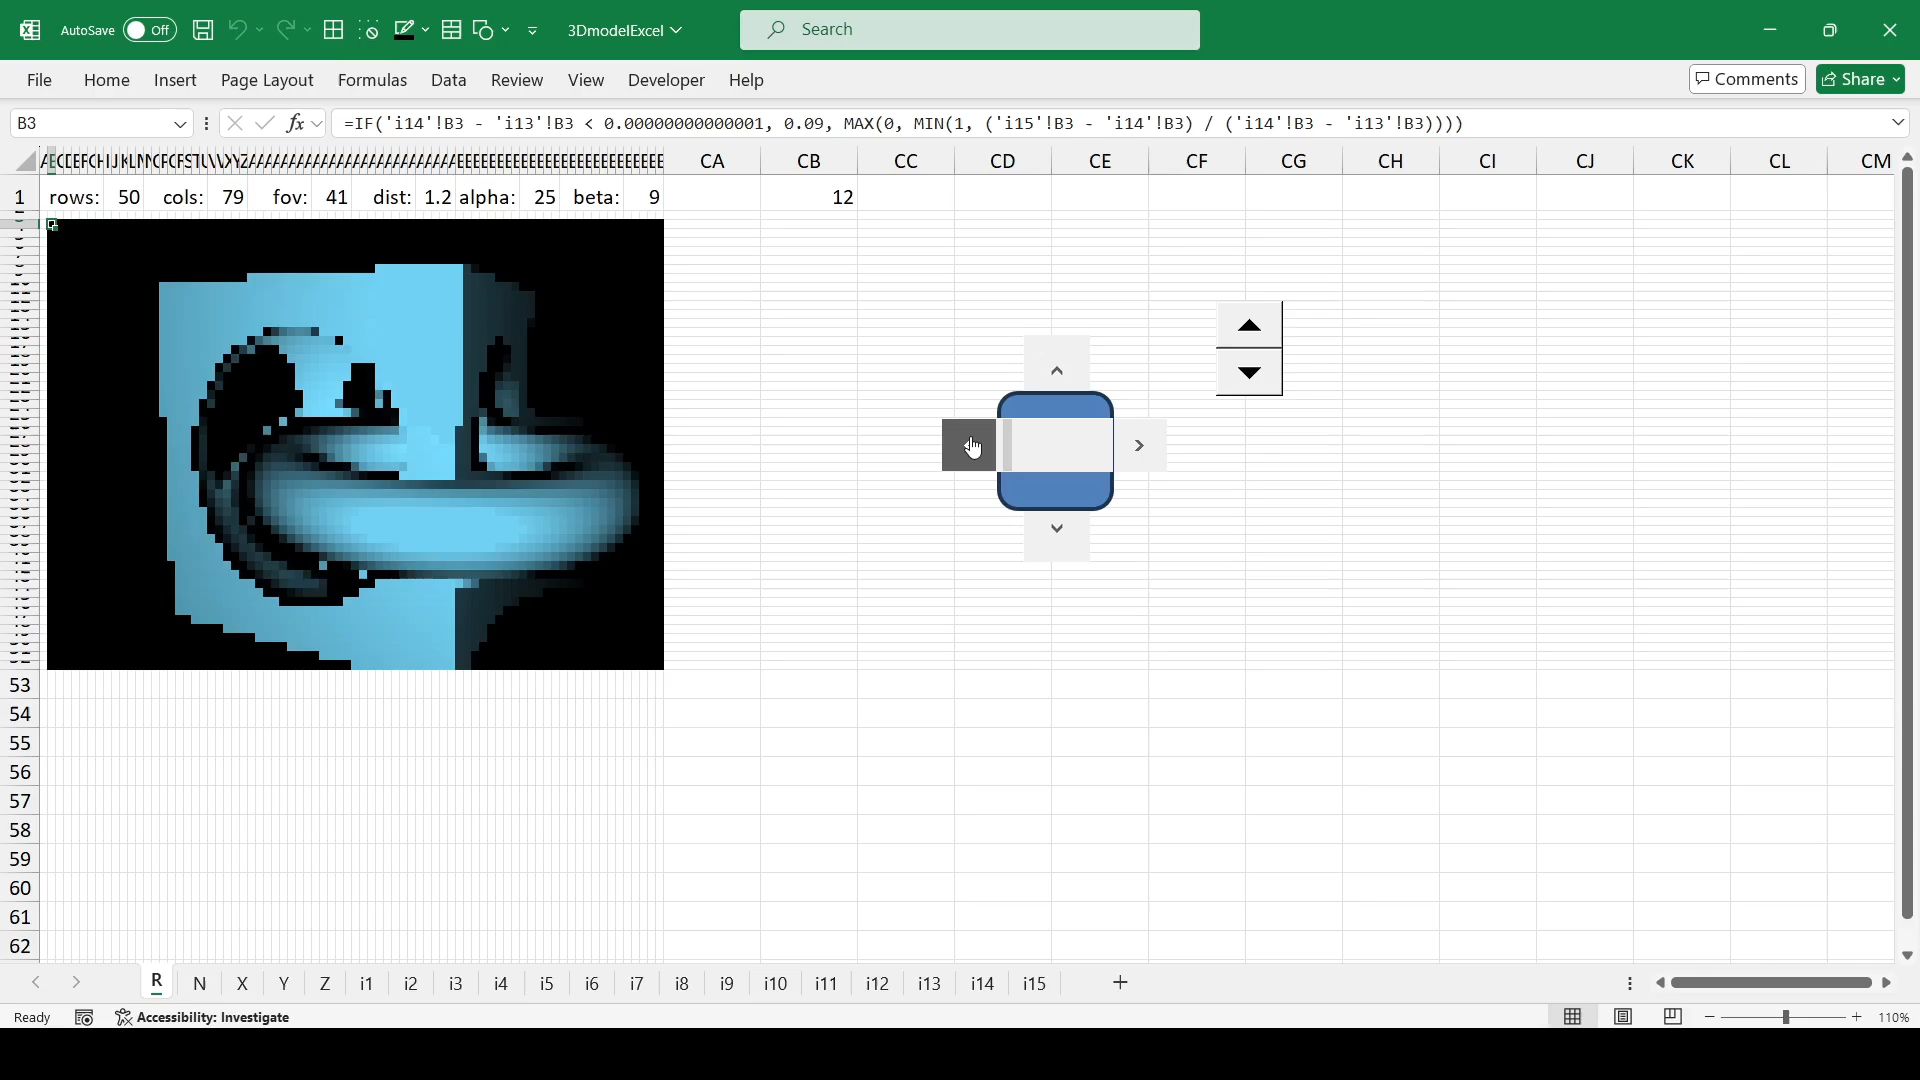 AutoSave Off 3DmodelExcel Search
File Home Insert Page Layout Formulas Data Review View Developer Help Comments Share
B3 fx =IF('i14'!B3 - 'i13'!B3 < 0.00000000000001, 0.09, MAX(0, MIN(1, ('i15'!B3 - 'i14'!B3) / ('i14'!B3 - 'i13'!B3))))
CA CB CC CD CE CF CG CH CI CJ CK CL CM
1 rows: 50 cols: 79 fov: 41 dist: 1.2 alpha: 25 beta: 9 12
53
54
55
56
57
58
59
60
61
62
R N X Y Z i1 i2 i3 i4 i5 i6 i7 i8 i9 i10 i11 i12 i13 i14 i15
Ready Accessibility: Investigate 110%